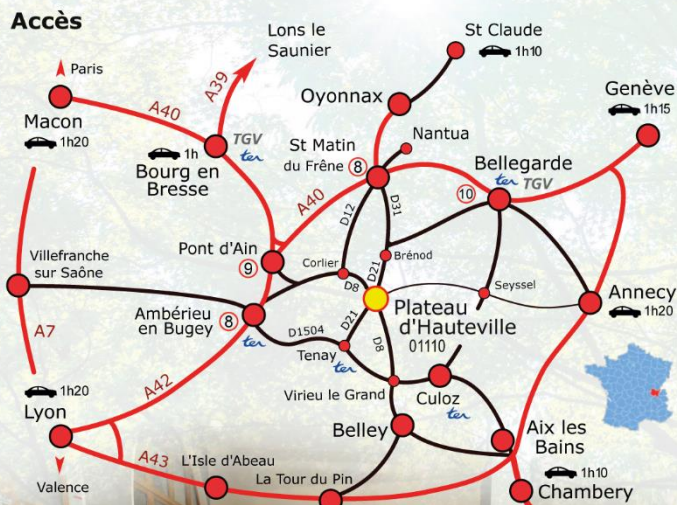 Accès
Paris
Macon
1h20
A40
A39
Lons le
Saunier
St Claude
1h10
Oyonnax
Genève
1h15
TGV
ter
1h
Bourg en
Bresse
St Matin
du Frêne
8
Nantua
Bellegarde
ter TGV
10
A40
D12
D31
Pont d'Ain
9
Corlier
D8
Brénod
D21
Seyssel
Villefranche
sur Saône
Ambérieu
en Bugey
8
ter
Plateau
d'Hauteville
01110
Annecy
1h20
A7
D1504
D21
Tenay
ter
D8
A42
Virieu le Grand
Culoz
ter
1h20
Lyon
Belley
Aix les
Bains
A43
L'Isle d'Abeau
La Tour du Pin
1h10
Chambery
Valence